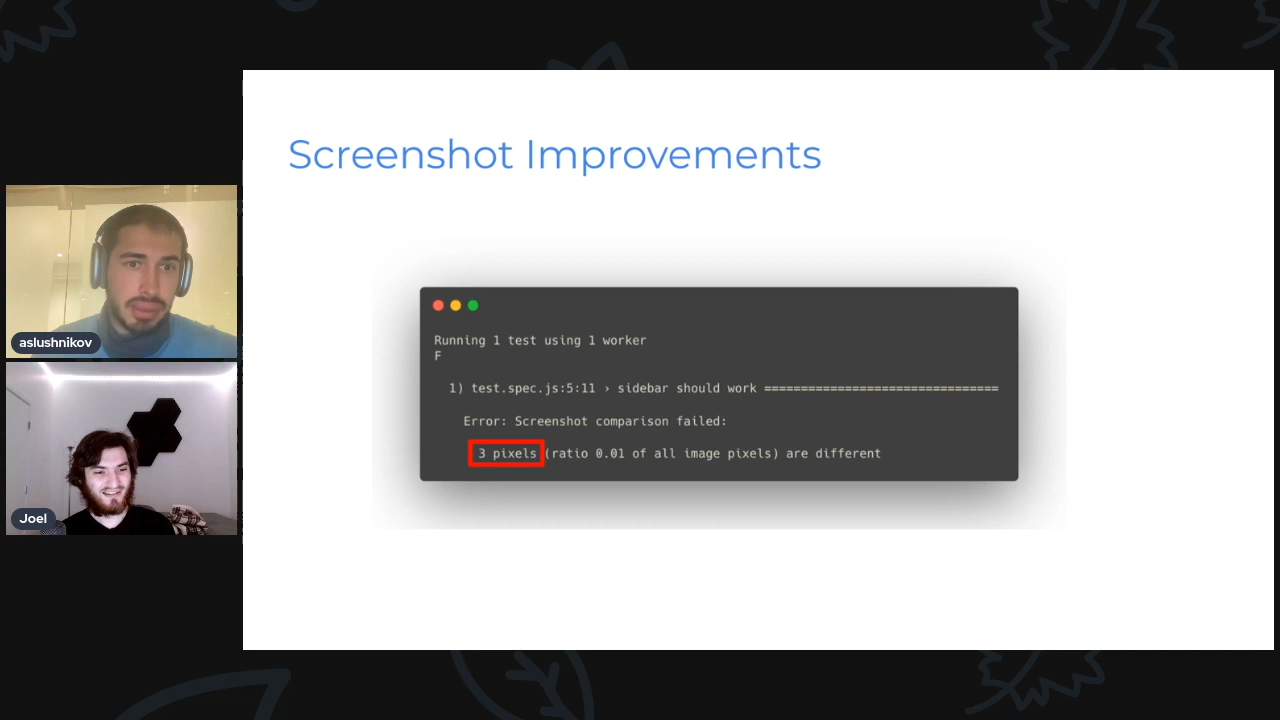 Screenshot Improvements
Running 1 test using 1 worker
F
1) test.spec.js:5:11 › sidebar should work ================================
Error: Screenshot comparison failed:
3 pixels (ratio 0.01 of all image pixels) are different
aslushnikov
Joel